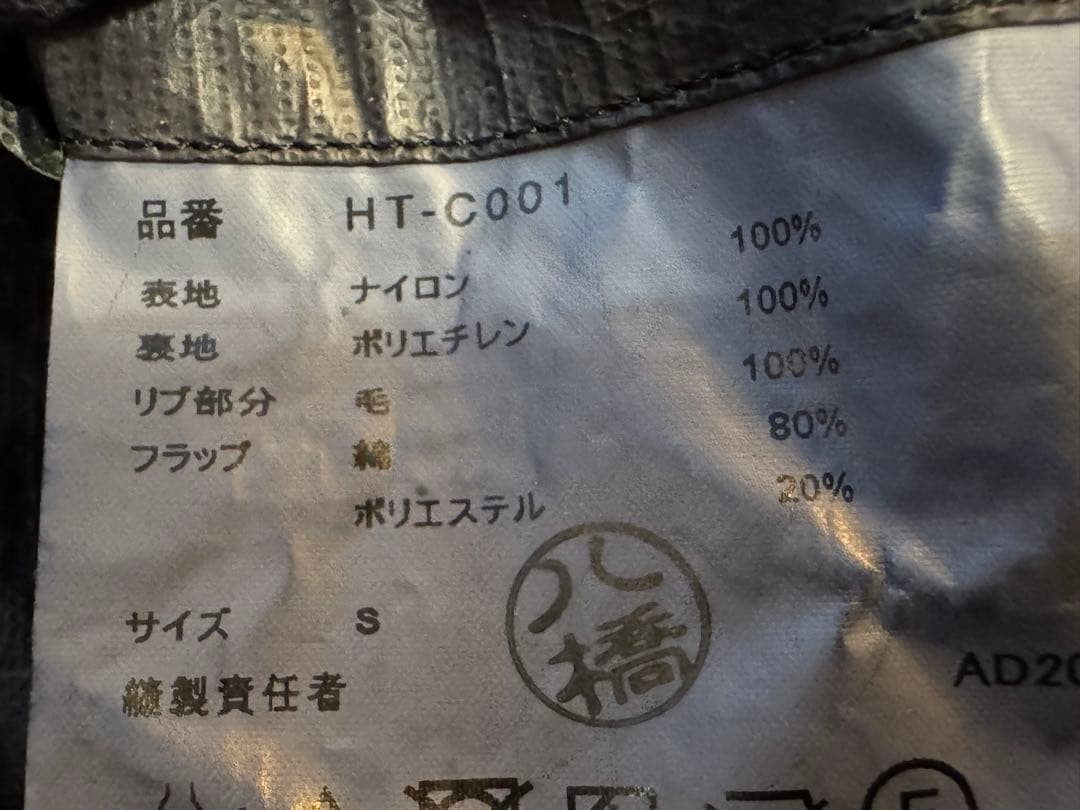 品番 HT-C001
表地 ナイロン 100%
裏地 ポリエチレン 100%
リブ部分 毛 100%
フラップ 綿 80%
ポリエステル 20%
サイズ S
縫製責任者
八橋
AD20
F